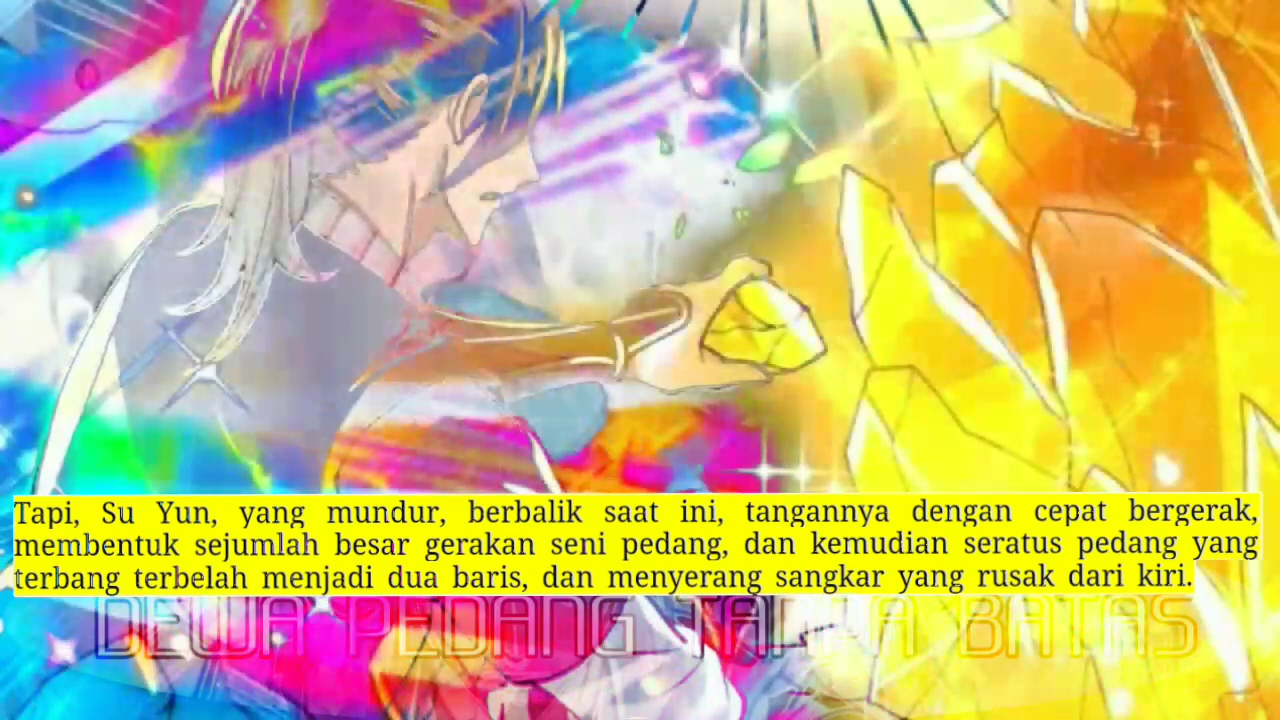 Tapi, Su Yun, yang mundur, berbalik saat ini, tangannya dengan cepat bergerak,
membentuk sejumlah besar gerakan seni pedang, dan kemudian seratus pedang yang
terbang terbelah menjadi dua baris, dan menyerang sangkar yang rusak dari kiri.
DEWA PEDANG TANPA BATAS